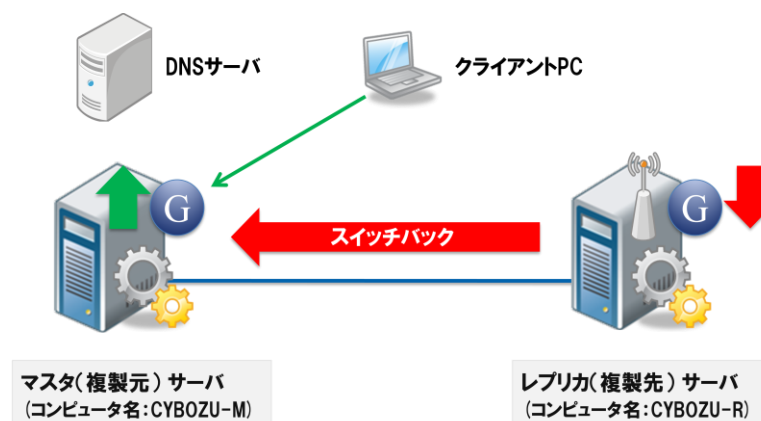 DNSサーバ
クライアントPC
G
G
スイッチバック
マスタ(複製元)サーバ
(コンピュータ名:CYBOZU-M)
レプリカ(複製先)サーバ
(コンピュータ名:CYBOZU-R)